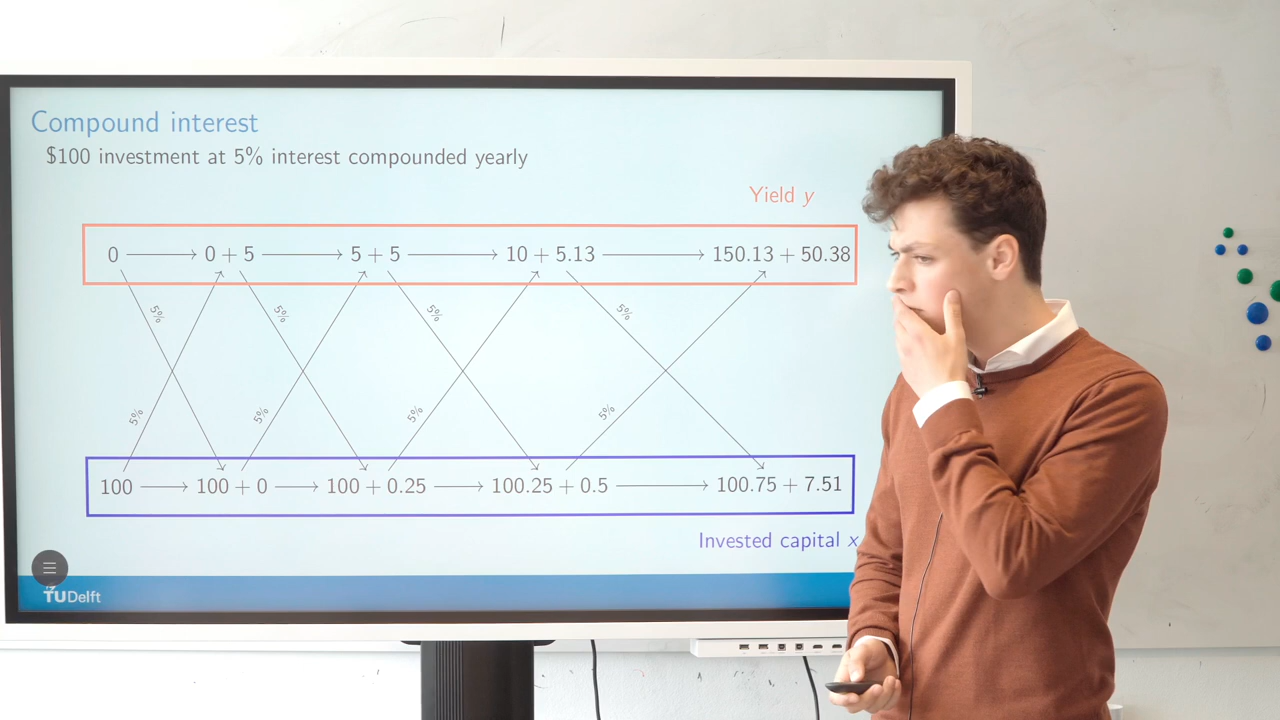 Compound interest
$100 investment at 5% interest compounded yearly
Yield y
0 → 0 + 5 → 5 + 5 → 10 + 5.13 → 150.13 + 50.38
5% 5% 5% 5%
5% 5% 5% 5%
100 → 100 + 0 → 100 + 0.25 → 100.25 + 0.5 → 100.75 + 7.51
Invested capital x
TUDelft